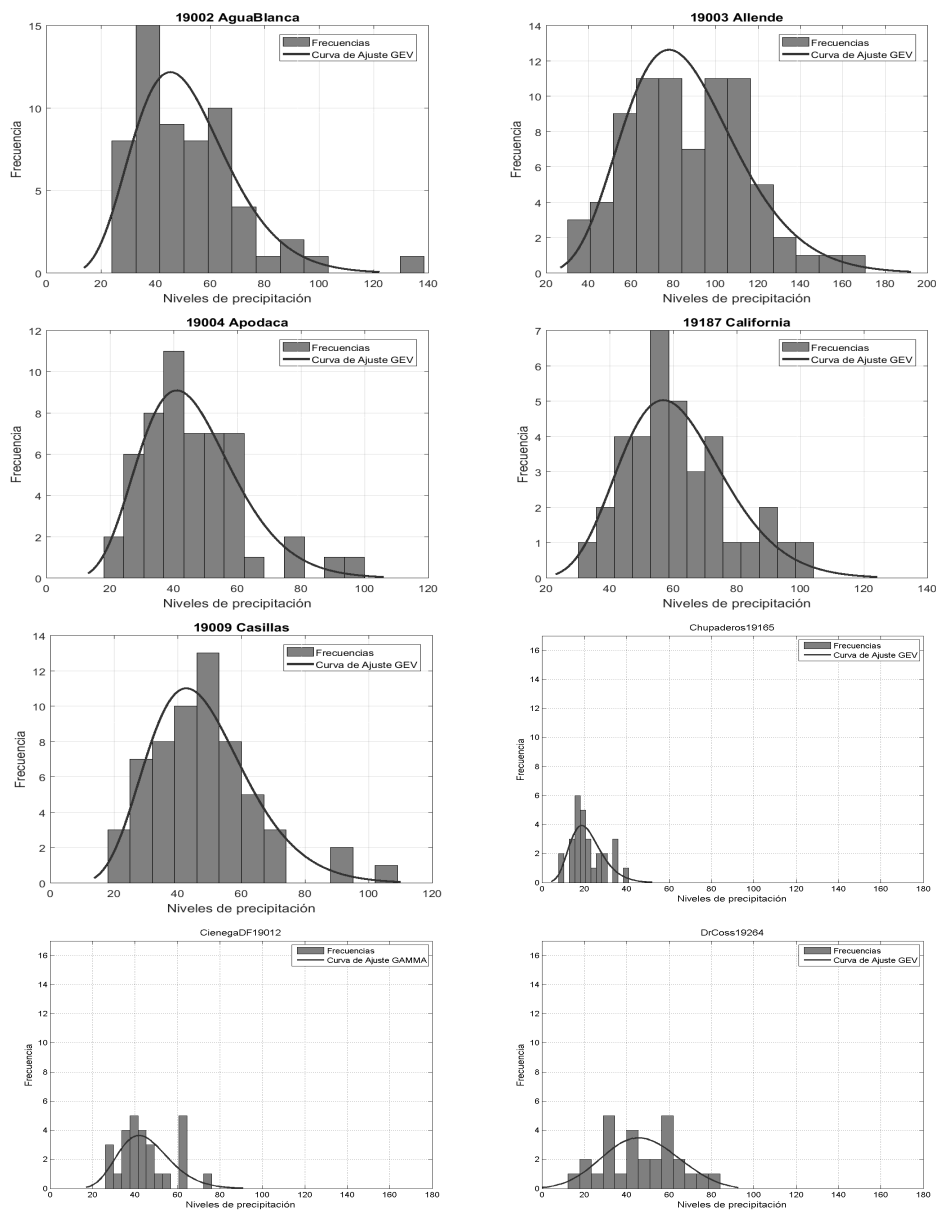 19002 AguaBlanca
15
10
5
0
Frecuencia
Frecuencias
Curva de Ajuste GEV
0 20 40 60 80 100 120 140
Niveles de precipitación
19003 Allende
14
12
10
8
6
4
2
0
Frecuencia
Frecuencias
Curva de Ajuste GEV
20 40 60 80 100 120 140 160 180 200
Niveles de precipitación
19004 Apodaca
12
10
8
6
4
2
0
Frecuencia
Frecuencias
Curva de Ajuste GEV
0 20 40 60 80 100 120
Niveles de precipitación
19187 California
7
6
5
4
3
2
1
0
Frecuencia
Frecuencias
Curva de Ajuste GEV
20 40 60 80 100 120 140
Niveles de precipitación
19009 Casillas
14
12
10
8
6
4
2
0
Frecuencia
Frecuencias
Curva de Ajuste GEV
0 20 40 60 80 100 120
Niveles de precipitación
Chupaderos19165
16
14
12
10
8
6
4
2
0
Frecuencia
Frecuencias
Curva de Ajuste GEV
0 20 40 60 80 100 120 140 160 180
Niveles de precipitación
CienegaDF19012
16
14
12
10
8
6
4
2
0
Frecuencia
Frecuencias
Curva de Ajuste GAMMA
0 20 40 60 80 100 120 140 160 180
Niveles de precipitación
DrCoss19264
16
14
12
10
8
6
4
2
0
Frecuencia
Frecuencias
Curva de Ajuste GEV
0 20 40 60 80 100 120 140 160 180
Niveles de precipitación